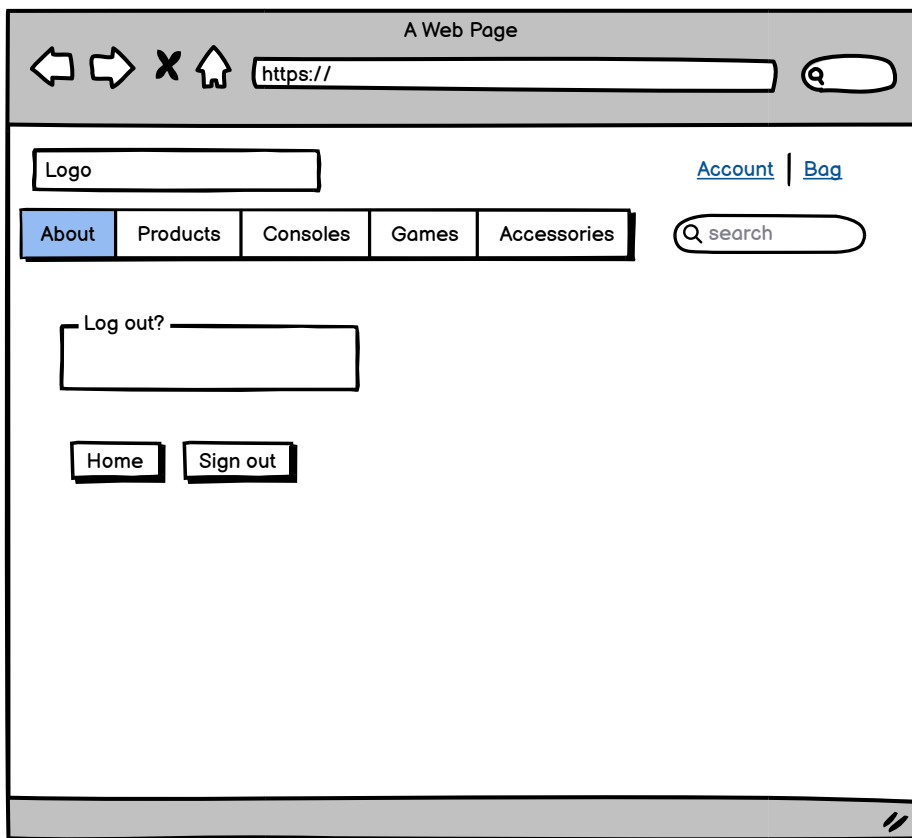 A Web Page
https://
Logo
Account | Bag
About Products Consoles Games Accessories
search
Log out?
Home Sign out